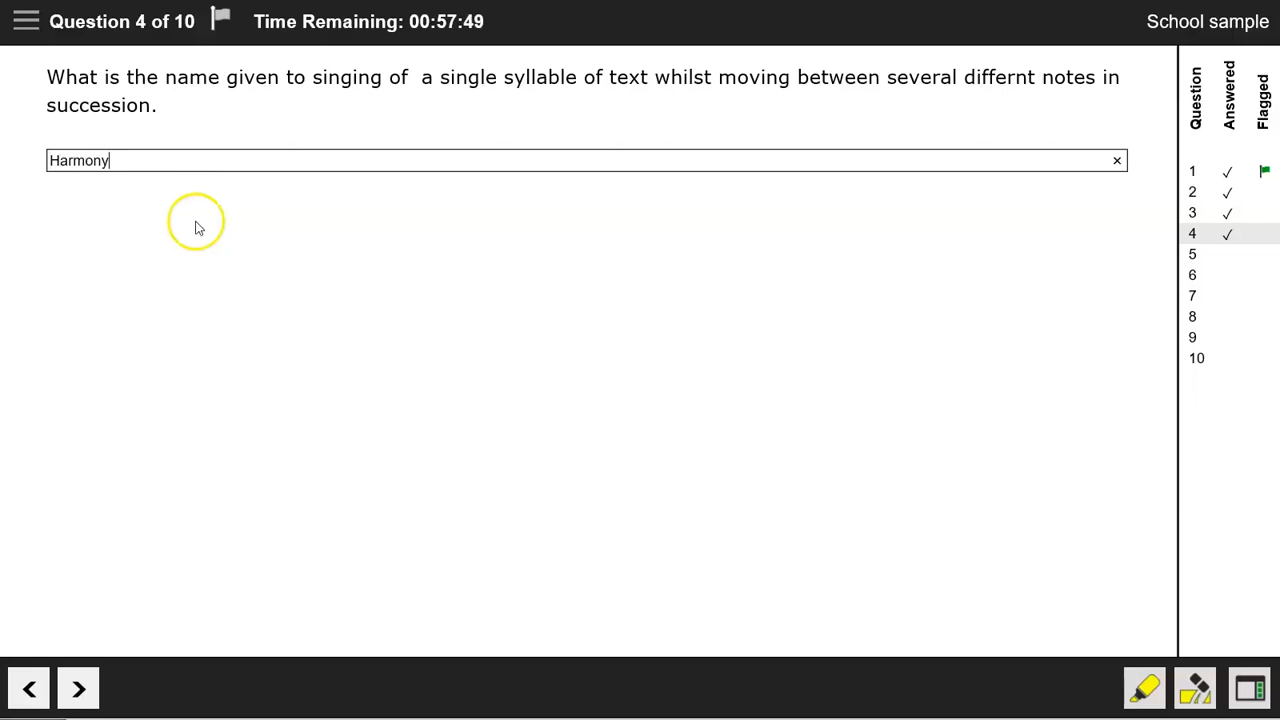 Question 4 of 10 Time Remaining: 00:57:49 School sample
What is the name given to singing of  a single syllable of text whilst moving between several differnt notes in
succession.
Harmony
Question Answered Flagged
1 ✓
2 ✓
3 ✓
4 ✓
5
6
7
8
9
10